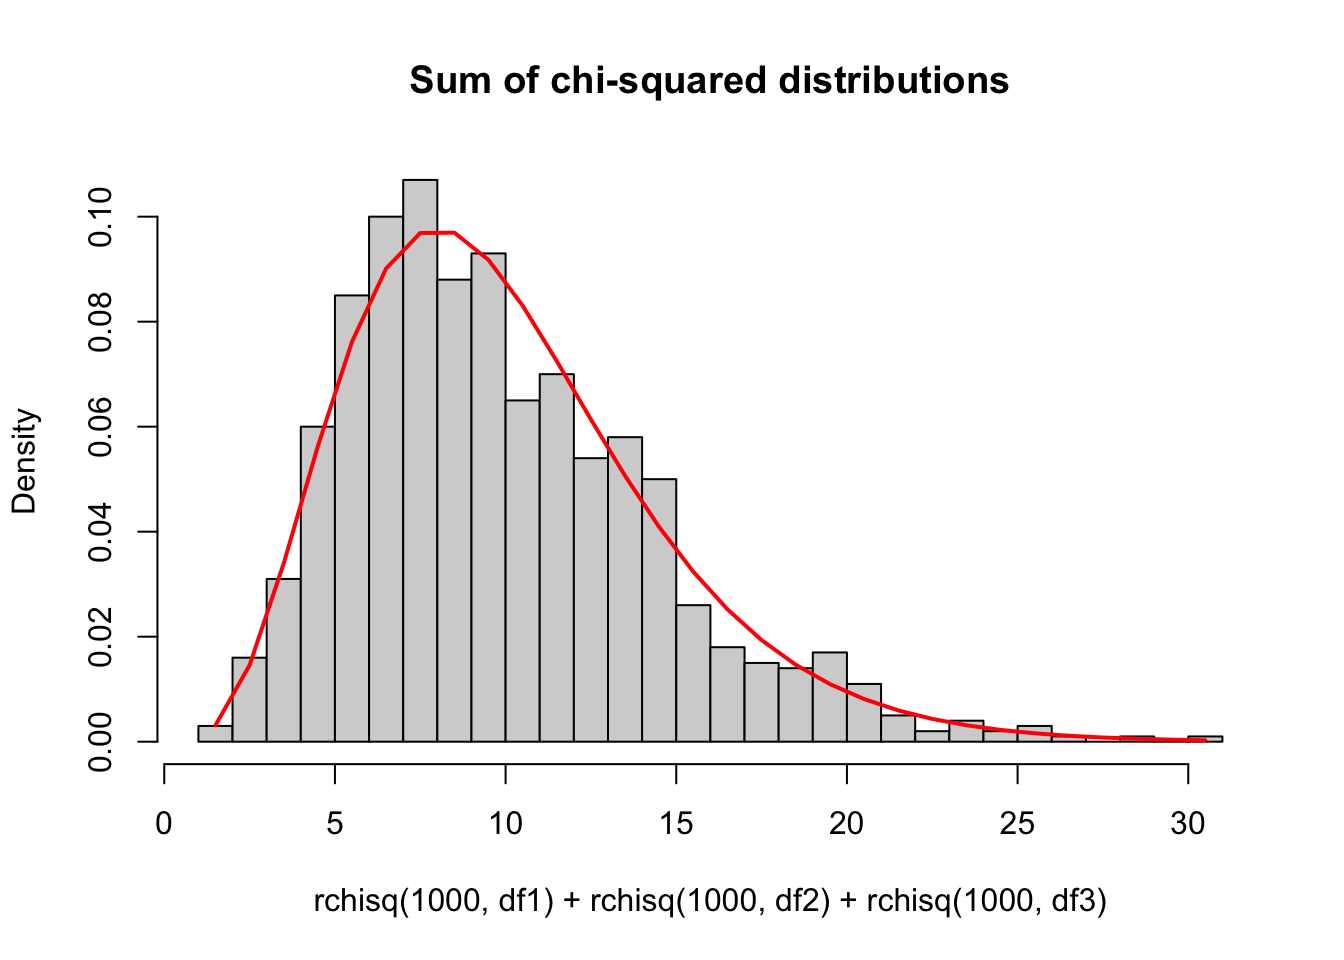 Sum of chi-squared distributions
Density
0.00
0.02
0.04
0.06
0.08
0.10
0 5 10 15 20 25 30
rchisq(1000, df1) + rchisq(1000, df2) + rchisq(1000, df3)